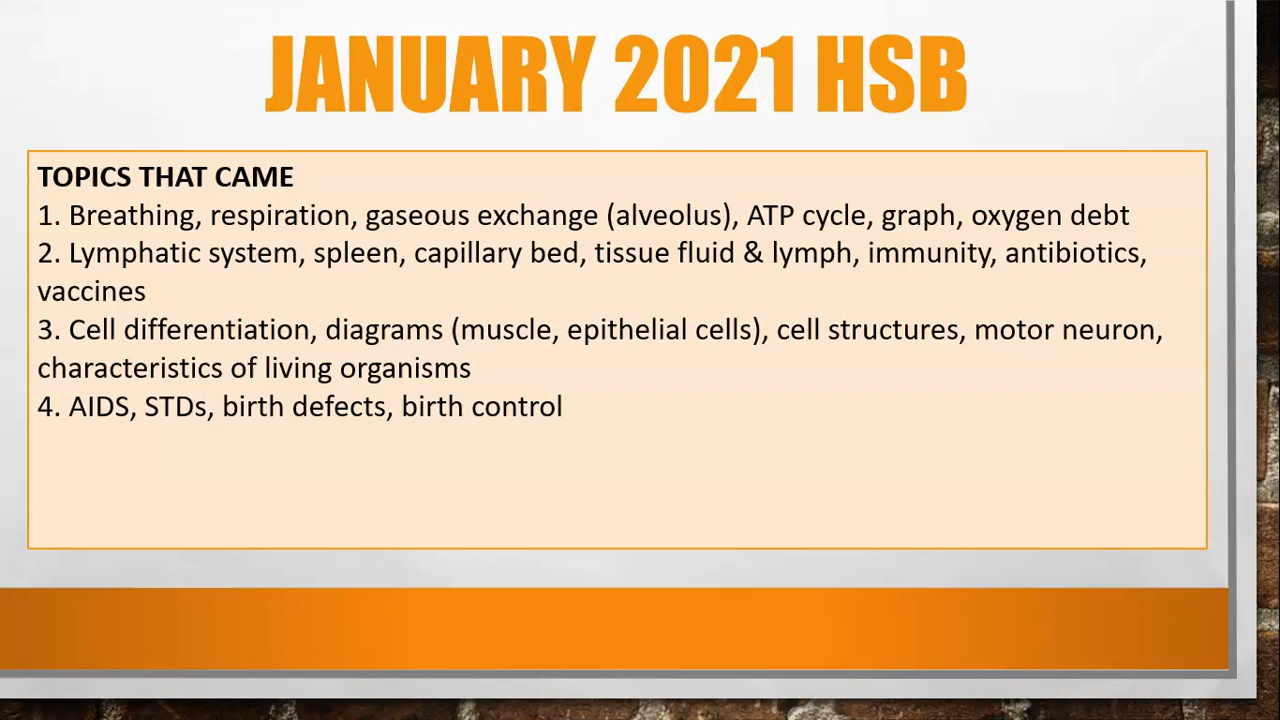 JANUARY 2021 HSB
TOPICS THAT CAME
1. Breathing, respiration, gaseous exchange (alveolus), ATP cycle, graph, oxygen debt
2. Lymphatic system, spleen, capillary bed, tissue fluid & lymph, immunity, antibiotics,
vaccines
3. Cell differentiation, diagrams (muscle, epithelial cells), cell structures, motor neuron,
characteristics of living organisms
4. AIDS, STDs, birth defects, birth control